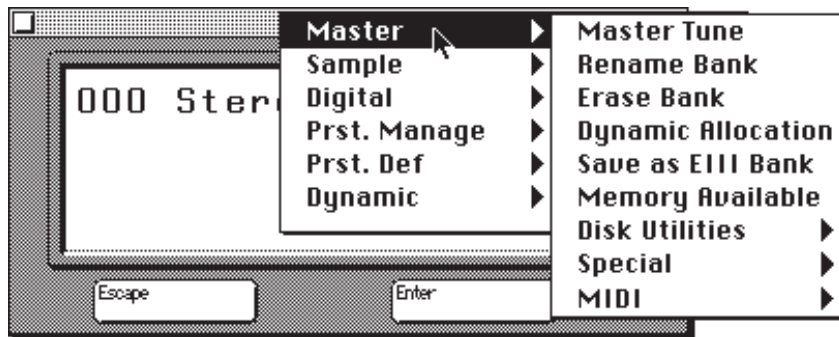 000 Ster
Master
Sample
Digital
Prst. Manage
Prst. Def
Dynamic
Master Tune
Rename Bank
Erase Bank
Dynamic Allocation
Save as EIII Bank
Memory Available
Disk Utilities
Special
MIDI
Escape
Enter